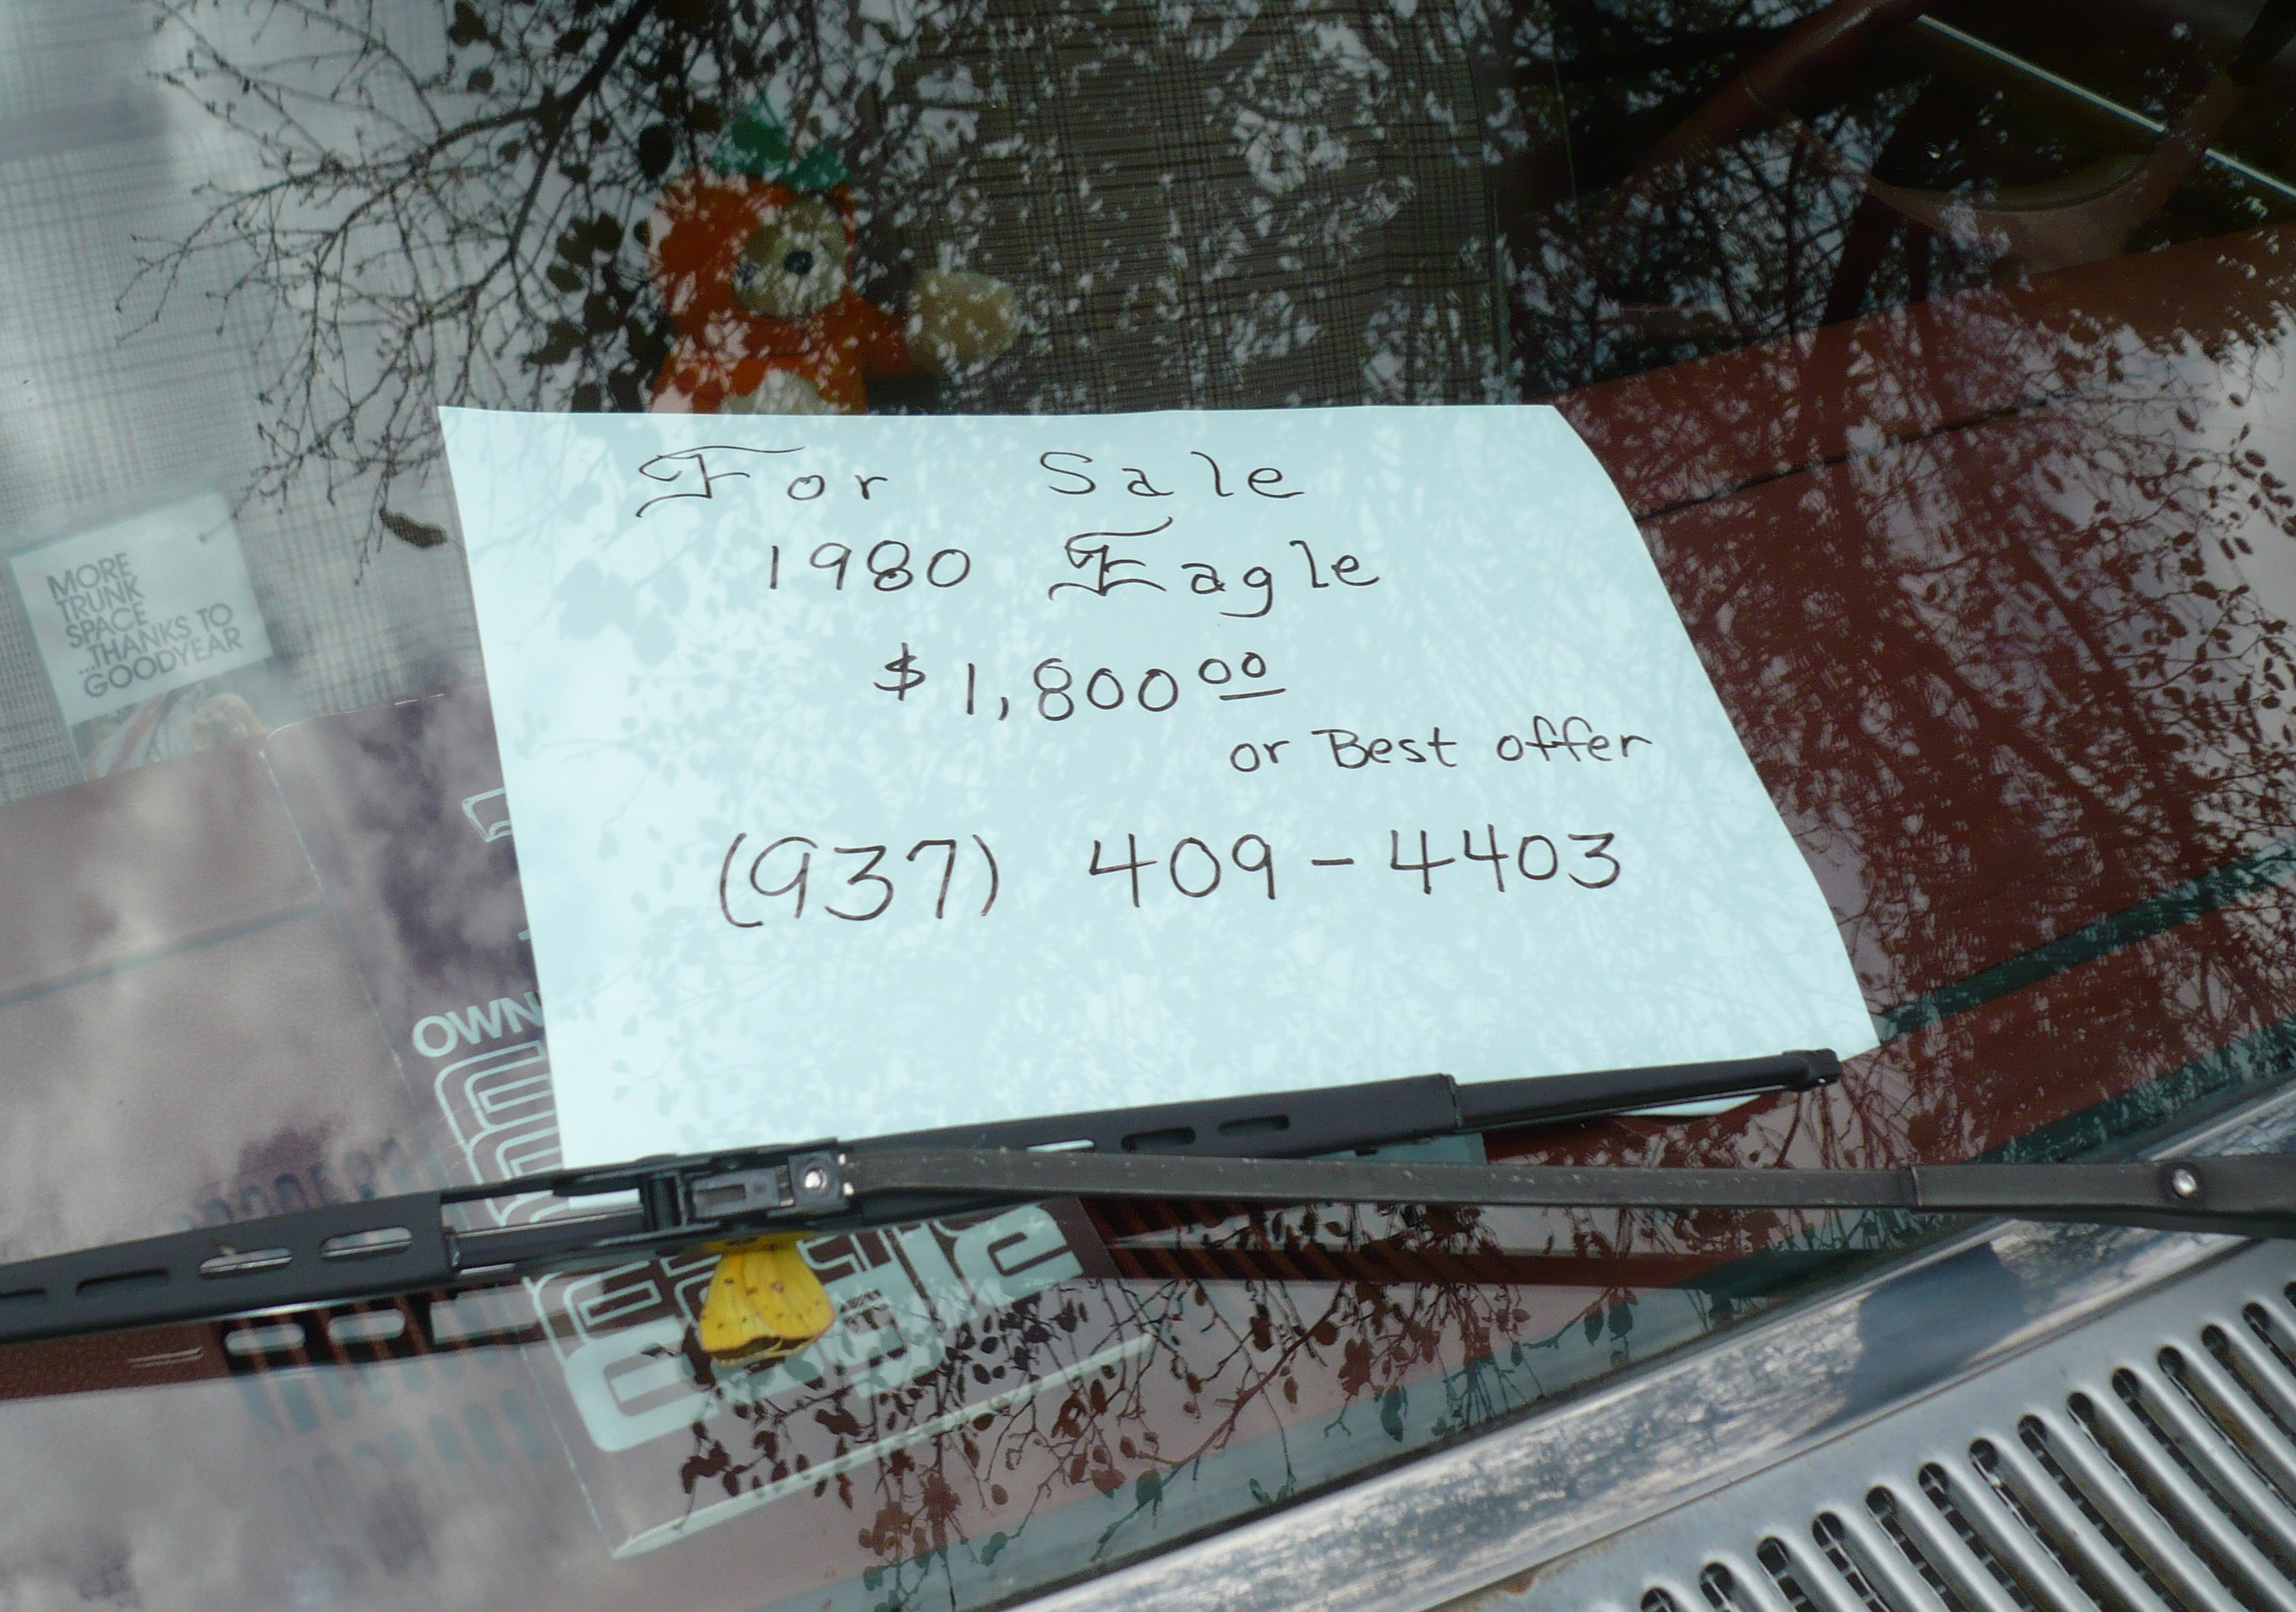 For Sale
1980 Eagle
$1,800 00
or Best offer
(937) 409-4403
MORE
TRUNK
SPACE
...THANKS TO
GOODYEAR
OWN
Eagle